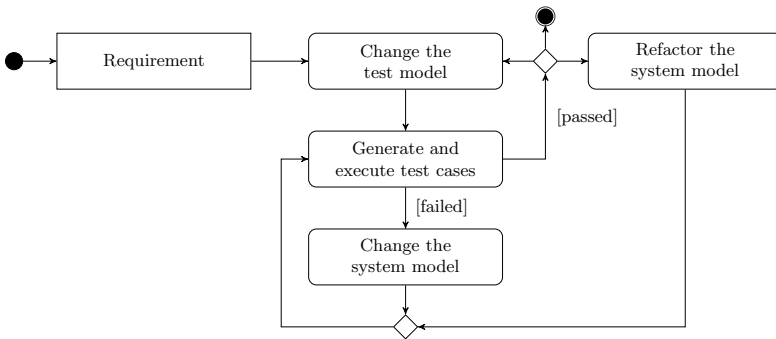 Requirement
Change the
test model
Refactor the
system model
[passed]
Generate and
execute test cases
[failed]
Change the
system model